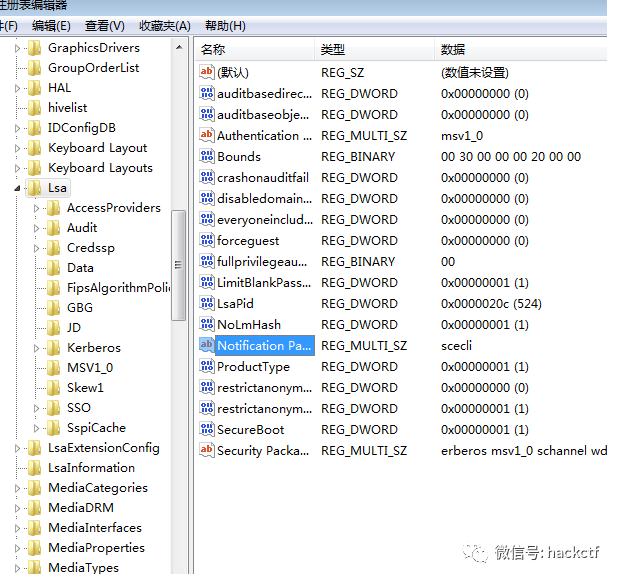 注册表编辑器
(F) 编辑(E) 查看(V) 收藏夹(A) 帮助(H)
GraphicsDrivers
GroupOrderList
HAL
hivelist
IDConfigDB
Keyboard Layout
Keyboard Layouts
Lsa
AccessProviders
Audit
Credssp
Data
FipsAlgorithmPoli
GBG
JD
Kerberos
MSV1_0
Skew1
SSO
SspiCache
LsaExtensionConfig
LsaInformation
MediaCategories
MediaDRM
MediaInterfaces
MediaProperties
MediaTypes
名称 类型 数据
(默认) REG_SZ (数值未设置)
auditbasedirec... REG_DWORD 0x00000000 (0)
auditbaseobje... REG_DWORD 0x00000000 (0)
Authentication ... REG_MULTI_SZ msv1_0
Bounds REG_BINARY 00 30 00 00 00 20 00 00
crashonauditfail REG_DWORD 0x00000000 (0)
disabledomain... REG_DWORD 0x00000000 (0)
everyoneinclud... REG_DWORD 0x00000000 (0)
forceguest REG_DWORD 0x00000000 (0)
fullprivilegeau... REG_BINARY 00
LimitBlankPass... REG_DWORD 0x00000001 (1)
LsaPid REG_DWORD 0x0000020c (524)
NoLmHash REG_DWORD 0x00000001 (1)
Notification Pa... REG_MULTI_SZ scecli
ProductType REG_DWORD 0x00000001 (1)
restrictanonym... REG_DWORD 0x00000000 (0)
restrictanonym... REG_DWORD 0x00000001 (1)
SecureBoot REG_DWORD 0x00000001 (1)
Security Packa... REG_MULTI_SZ erberos msv1_0 schannel wd
微信号: hackctf